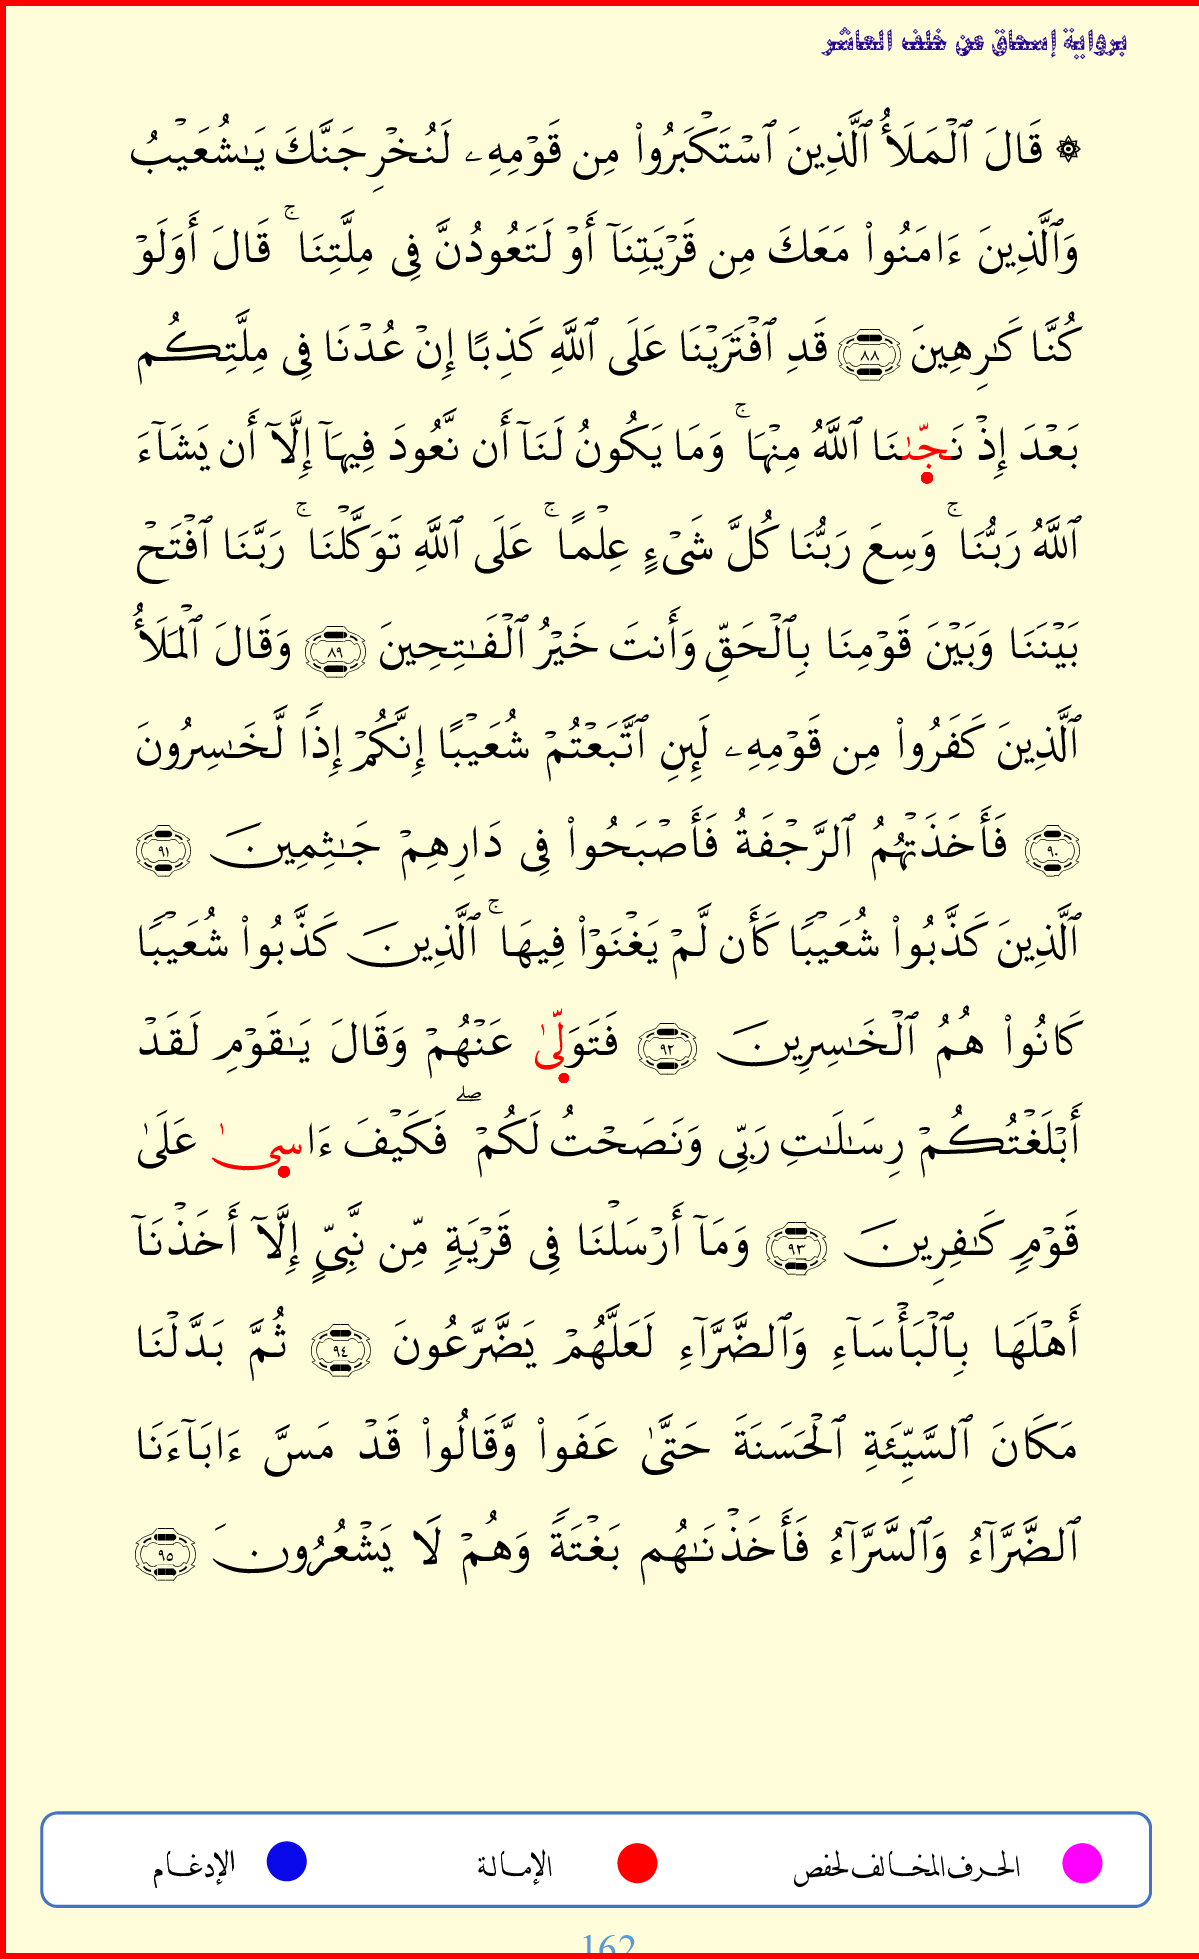 برواية إسحاق عن خلف العاشر
۞ قَالَ ٱلۡمَلَأُ ٱلَّذِينَ ٱسۡتَكۡبَرُواْ مِن قَوۡمِهِۦ لَنُخۡرِجَنَّكَ يَٰشُعَيۡبُ
وَٱلَّذِينَ ءَامَنُواْ مَعَكَ مِن قَرۡيَتِنَآ أَوۡ لَتَعُودُنَّ فِي مِلَّتِنَاۚ قَالَ أَوَلَوۡ
كُنَّا كَٰرِهِينَ ٨٨ قَدِ ٱفۡتَرَيۡنَا عَلَى ٱللَّهِ كَذِبًا إِنۡ عُدۡنَا فِي مِلَّتِكُم
بَعۡدَ إِذۡ نَجّىٰنَا ٱللَّهُ مِنۡهَاۚ وَمَا يَكُونُ لَنَآ أَن نَّعُودَ فِيهَآ إِلَّآ أَن يَشَآءَ
ٱللَّهُ رَبُّنَاۚ وَسِعَ رَبُّنَا كُلَّ شَيۡءٍ عِلۡمًاۚ عَلَى ٱللَّهِ تَوَكَّلۡنَاۚ رَبَّنَا ٱفۡتَحۡ
بَيۡنَنَا وَبَيۡنَ قَوۡمِنَا بِٱلۡحَقِّ وَأَنتَ خَيۡرُ ٱلۡفَٰتِحِينَ ٨٩ وَقَالَ ٱلۡمَلَأُ
ٱلَّذِينَ كَفَرُواْ مِن قَوۡمِهِۦ لَئِنِ ٱتَّبَعۡتُمۡ شُعَيۡبًا إِنَّكُمۡ إِذٗا لَّخَٰسِرُونَ
٩٠ فَأَخَذَتۡهُمُ ٱلرَّجۡفَةُ فَأَصۡبَحُواْ فِي دَارِهِمۡ جَٰثِمِينَ ٩١
ٱلَّذِينَ كَذَّبُواْ شُعَيۡبٗا كَأَن لَّمۡ يَغۡنَوۡاْ فِيهَاۚ ٱلَّذِينَ كَذَّبُواْ شُعَيۡبٗا
كَانُواْ هُمُ ٱلۡخَٰسِرِينَ ٩٢ فَتَوَلّىٰ عَنۡهُمۡ وَقَالَ يَٰقَوۡمِ لَقَدۡ
أَبۡلَغۡتُكُمۡ رِسَٰلَٰتِ رَبِّي وَنَصَحۡتُ لَكُمۡۖ فَكَيۡفَ ءَاسىٰ عَلَىٰ
قَوۡمٖ كَٰفِرِينَ ٩٣ وَمَآ أَرۡسَلۡنَا فِي قَرۡيَةٖ مِّن نَّبِيٍّ إِلَّآ أَخَذۡنَآ
أَهۡلَهَا بِٱلۡبَأۡسَآءِ وَٱلضَّرَّآءِ لَعَلَّهُمۡ يَضَّرَّعُونَ ٩٤ ثُمَّ بَدَّلۡنَا
مَكَانَ ٱلسَّيِّئَةِ ٱلۡحَسَنَةَ حَتَّىٰ عَفَواْ وَّقَالُواْ قَدۡ مَسَّ ءَابَآءَنَا
ٱلضَّرَّآءُ وَٱلسَّرَّآءُ فَأَخَذۡنَٰهُم بَغۡتَةٗ وَهُمۡ لَا يَشۡعُرُونَ ٩٥
الحرف المخالف لحفص الإمالة الإدغام
162